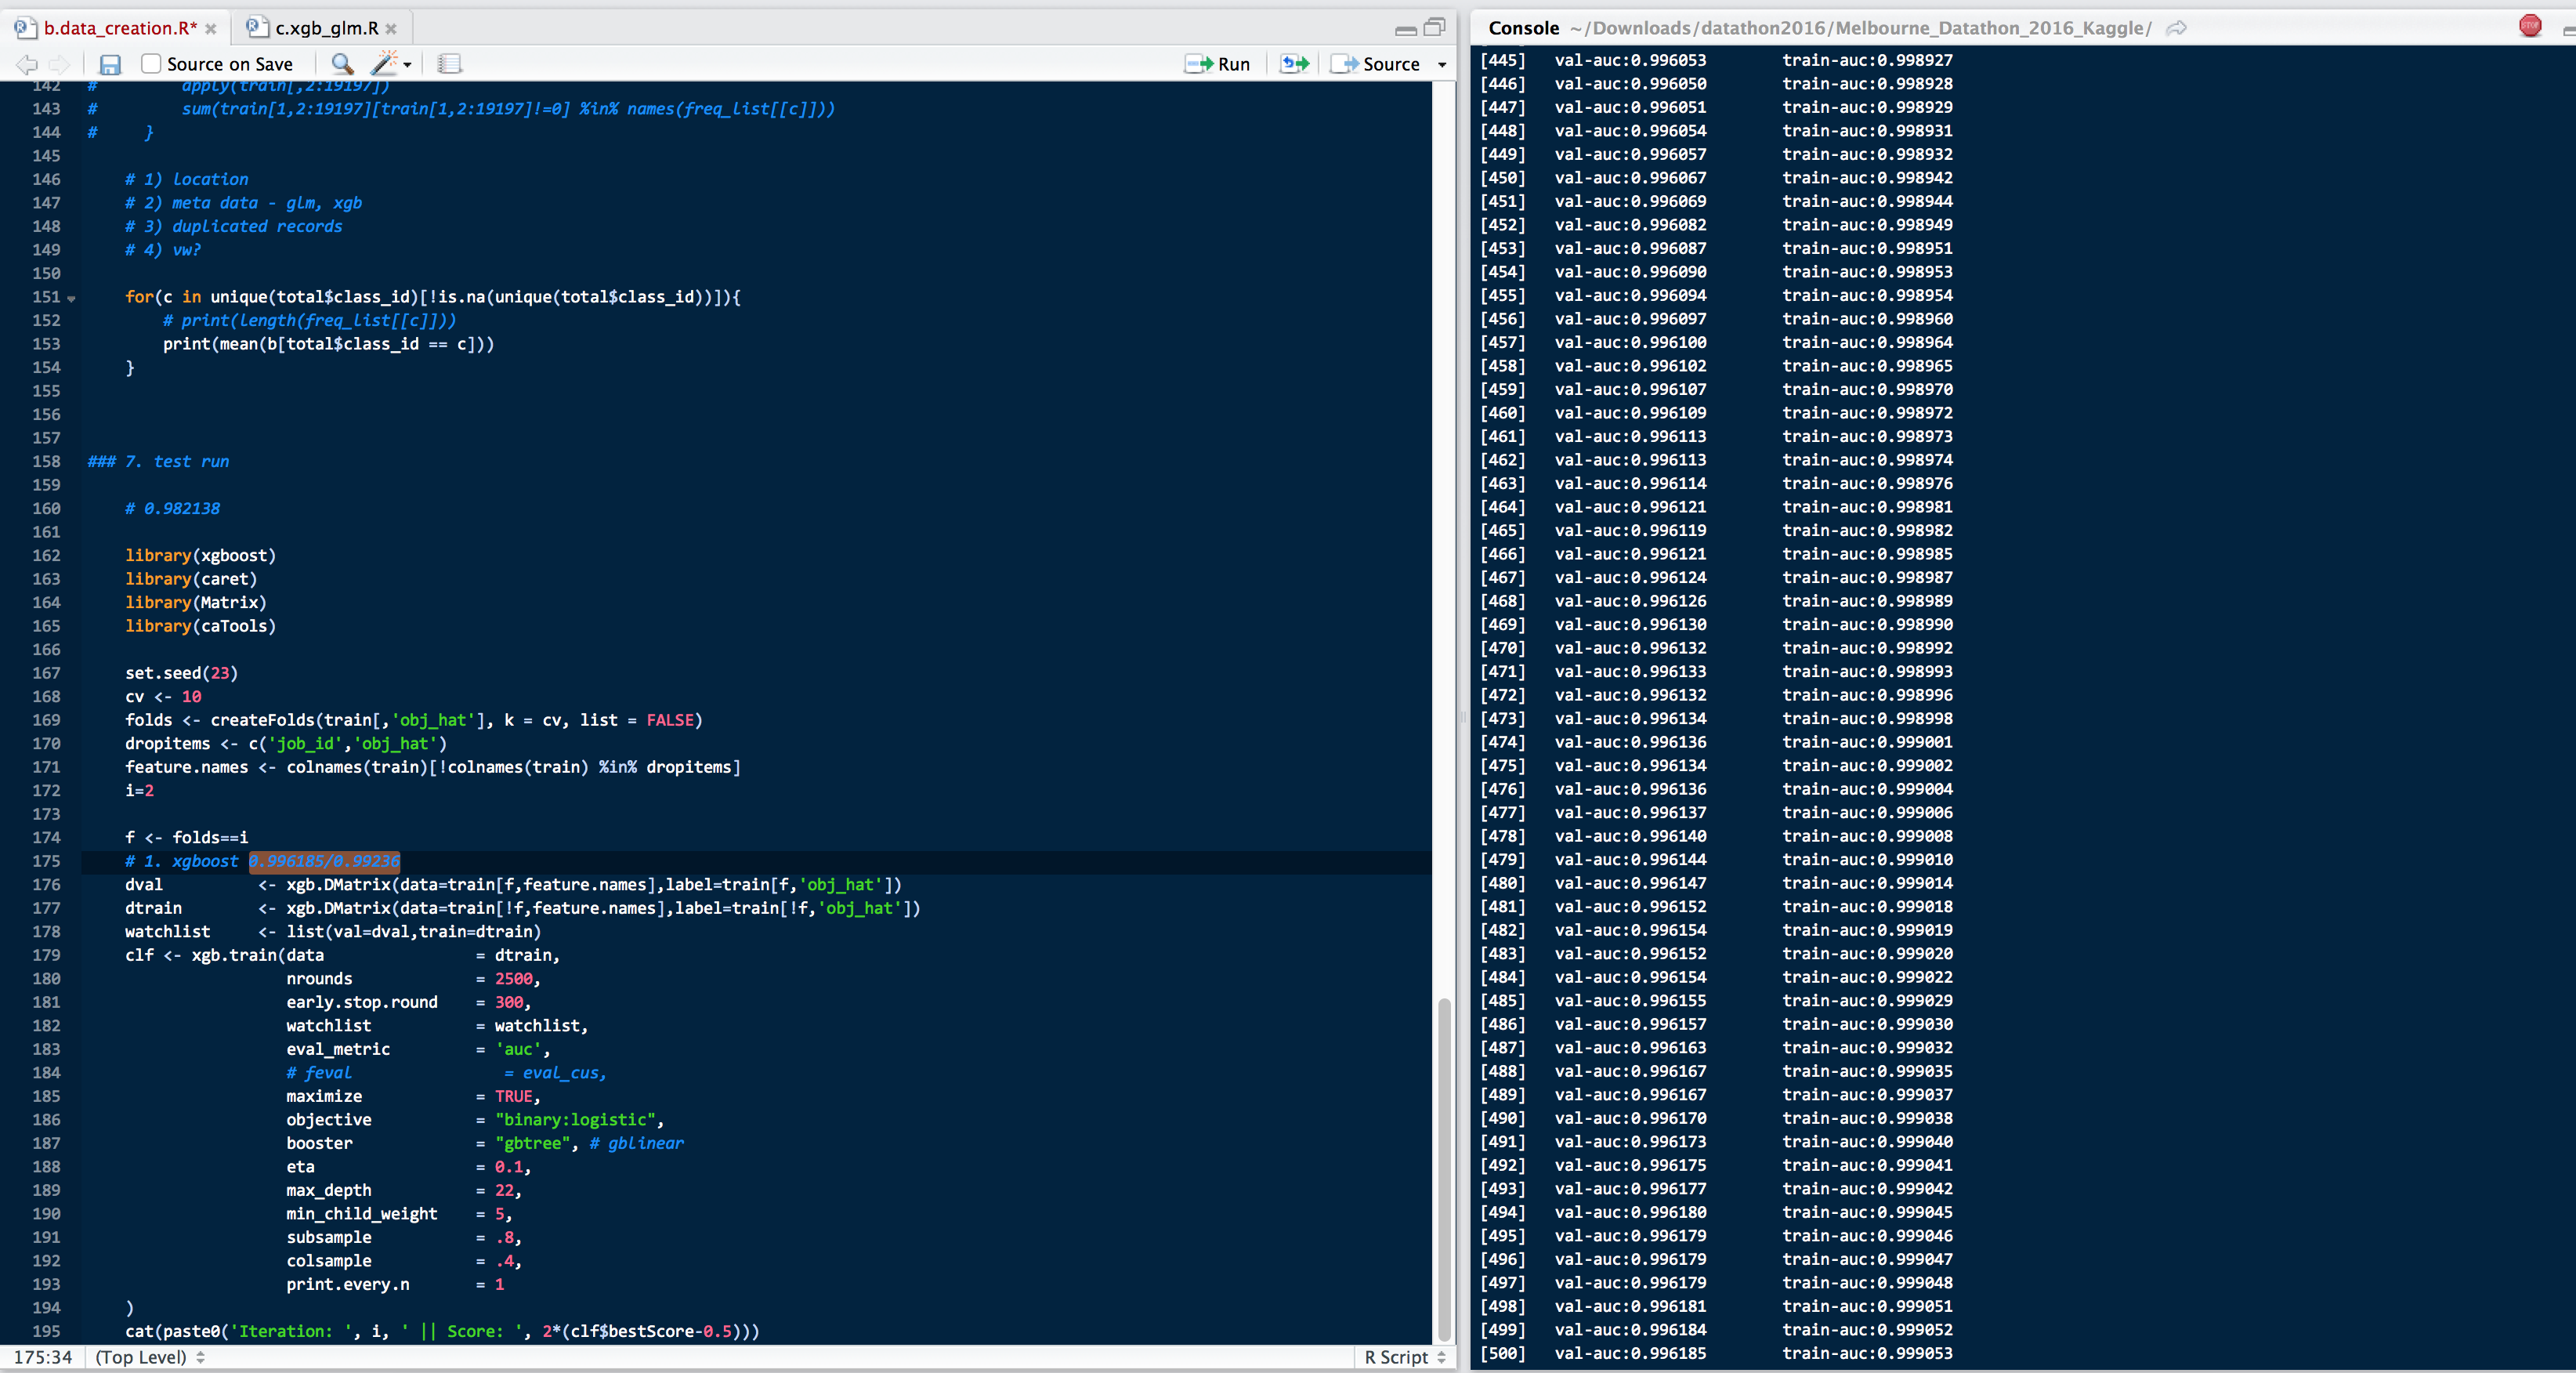 b.data_creation.R*
c.xgb_glm.R
Source on Save
Run
Source
142 # apply(train[,2:19197])
143 # sum(train[1,2:19197][train[1,2:19197]!=0] %in% names(freq_list[[c]]))
144 # }
145
146 # 1) location
147 # 2) meta data - glm, xgb
148 # 3) duplicated records
149 # 4) vw?
150
151 for(c in unique(total$class_id)[!is.na(unique(total$class_id))]){
152 # print(length(freq_list[[c]]))
153 print(mean(b[total$class_id == c]))
154 }
155
156
157
158 ### 7. test run
159
160 # 0.982138
161
162 library(xgboost)
163 library(caret)
164 library(Matrix)
165 library(caTools)
166
167 set.seed(23)
168 cv <- 10
169 folds <- createFolds(train[,'obj_hat'], k = cv, list = FALSE)
170 dropitems <- c('job_id','obj_hat')
171 feature.names <- colnames(train)[!colnames(train) %in% dropitems]
172 i=2
173
174 f <- folds==i
175 # 1. xgboost 0.996185/0.99236
176 dval <- xgb.DMatrix(data=train[f,feature.names],label=train[f,'obj_hat'])
177 dtrain <- xgb.DMatrix(data=train[!f,feature.names],label=train[!f,'obj_hat'])
178 watchlist <- list(val=dval,train=dtrain)
179 clf <- xgb.train(data = dtrain,
180 nrounds = 2500,
181 early.stop.round = 300,
182 watchlist = watchlist,
183 eval_metric = 'auc',
184 # feval = eval_cus,
185 maximize = TRUE,
186 objective = "binary:logistic",
187 booster = "gbtree", # gblinear
188 eta = 0.1,
189 max_depth = 22,
190 min_child_weight = 5,
191 subsample = .8,
192 colsample = .4,
193 print.every.n = 1
194 )
195 cat(paste0('Iteration: ', i, ' || Score: ', 2*(clf$bestScore-0.5)))
175:34 (Top Level) R Script
Console ~/Downloads/datathon2016/Melbourne_Datathon_2016_Kaggle/
STOP
[445] val-auc:0.996053 train-auc:0.998927
[446] val-auc:0.996050 train-auc:0.998928
[447] val-auc:0.996051 train-auc:0.998929
[448] val-auc:0.996054 train-auc:0.998931
[449] val-auc:0.996057 train-auc:0.998932
[450] val-auc:0.996067 train-auc:0.998942
[451] val-auc:0.996069 train-auc:0.998944
[452] val-auc:0.996082 train-auc:0.998949
[453] val-auc:0.996087 train-auc:0.998951
[454] val-auc:0.996090 train-auc:0.998953
[455] val-auc:0.996094 train-auc:0.998954
[456] val-auc:0.996097 train-auc:0.998960
[457] val-auc:0.996100 train-auc:0.998964
[458] val-auc:0.996102 train-auc:0.998965
[459] val-auc:0.996107 train-auc:0.998970
[460] val-auc:0.996109 train-auc:0.998972
[461] val-auc:0.996113 train-auc:0.998973
[462] val-auc:0.996113 train-auc:0.998974
[463] val-auc:0.996114 train-auc:0.998976
[464] val-auc:0.996121 train-auc:0.998981
[465] val-auc:0.996119 train-auc:0.998982
[466] val-auc:0.996121 train-auc:0.998985
[467] val-auc:0.996124 train-auc:0.998987
[468] val-auc:0.996126 train-auc:0.998989
[469] val-auc:0.996130 train-auc:0.998990
[470] val-auc:0.996132 train-auc:0.998992
[471] val-auc:0.996133 train-auc:0.998993
[472] val-auc:0.996132 train-auc:0.998996
[473] val-auc:0.996134 train-auc:0.998998
[474] val-auc:0.996136 train-auc:0.999001
[475] val-auc:0.996134 train-auc:0.999002
[476] val-auc:0.996136 train-auc:0.999004
[477] val-auc:0.996137 train-auc:0.999006
[478] val-auc:0.996140 train-auc:0.999008
[479] val-auc:0.996144 train-auc:0.999010
[480] val-auc:0.996147 train-auc:0.999014
[481] val-auc:0.996152 train-auc:0.999018
[482] val-auc:0.996154 train-auc:0.999019
[483] val-auc:0.996152 train-auc:0.999020
[484] val-auc:0.996154 train-auc:0.999022
[485] val-auc:0.996155 train-auc:0.999029
[486] val-auc:0.996157 train-auc:0.999030
[487] val-auc:0.996163 train-auc:0.999032
[488] val-auc:0.996167 train-auc:0.999035
[489] val-auc:0.996167 train-auc:0.999037
[490] val-auc:0.996170 train-auc:0.999038
[491] val-auc:0.996173 train-auc:0.999040
[492] val-auc:0.996175 train-auc:0.999041
[493] val-auc:0.996177 train-auc:0.999042
[494] val-auc:0.996180 train-auc:0.999045
[495] val-auc:0.996179 train-auc:0.999046
[496] val-auc:0.996179 train-auc:0.999047
[497] val-auc:0.996179 train-auc:0.999048
[498] val-auc:0.996181 train-auc:0.999051
[499] val-auc:0.996184 train-auc:0.999052
[500] val-auc:0.996185 train-auc:0.999053